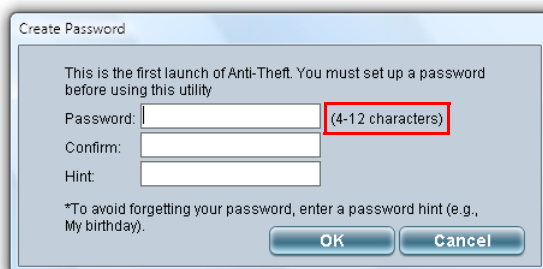 Create Password
This is the first launch of Anti-Theft. You must set up a password
before using this utility
Password: (4-12 characters)
Confirm:
Hint:
*To avoid forgetting your password, enter a password hint (e.g.,
My birthday).
OK Cancel